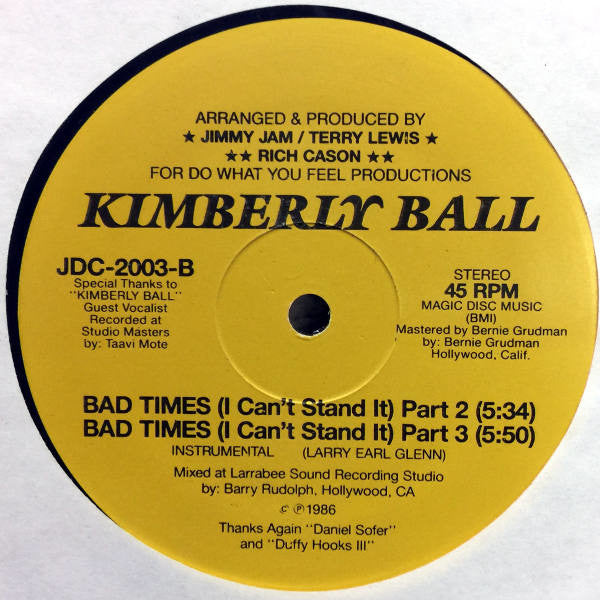 ARRANGED & PRODUCED BY
★ JIMMY JAM / TERRY LEWIS ★
★★ RICH CASON ★★
FOR DO WHAT YOU FEEL PRODUCTIONS
KIMBERLY BALL
JDC-2003-B
Special Thanks to
"KIMBERLY BALL"
Guest Vocalist
Recorded at
Studio Masters
by: Taavi Mote
STEREO
45 RPM
MAGIC DISC MUSIC
(BMI)
Mastered by Bernie Grudman
by: Bernie Grudman
Hollywood, Calif.
BAD TIMES (I Can't Stand It) Part 2 (5:34)
BAD TIMES (I Can't Stand It) Part 3 (5:50)
INSTRUMENTAL (LARRY EARL GLENN)
Mixed at Larrabee Sound Recording Studio
by: Barry Rudolph, Hollywood, CA
© ℗ 1986
Thanks Again "Daniel Sofer"
and "Duffy Hooks III"